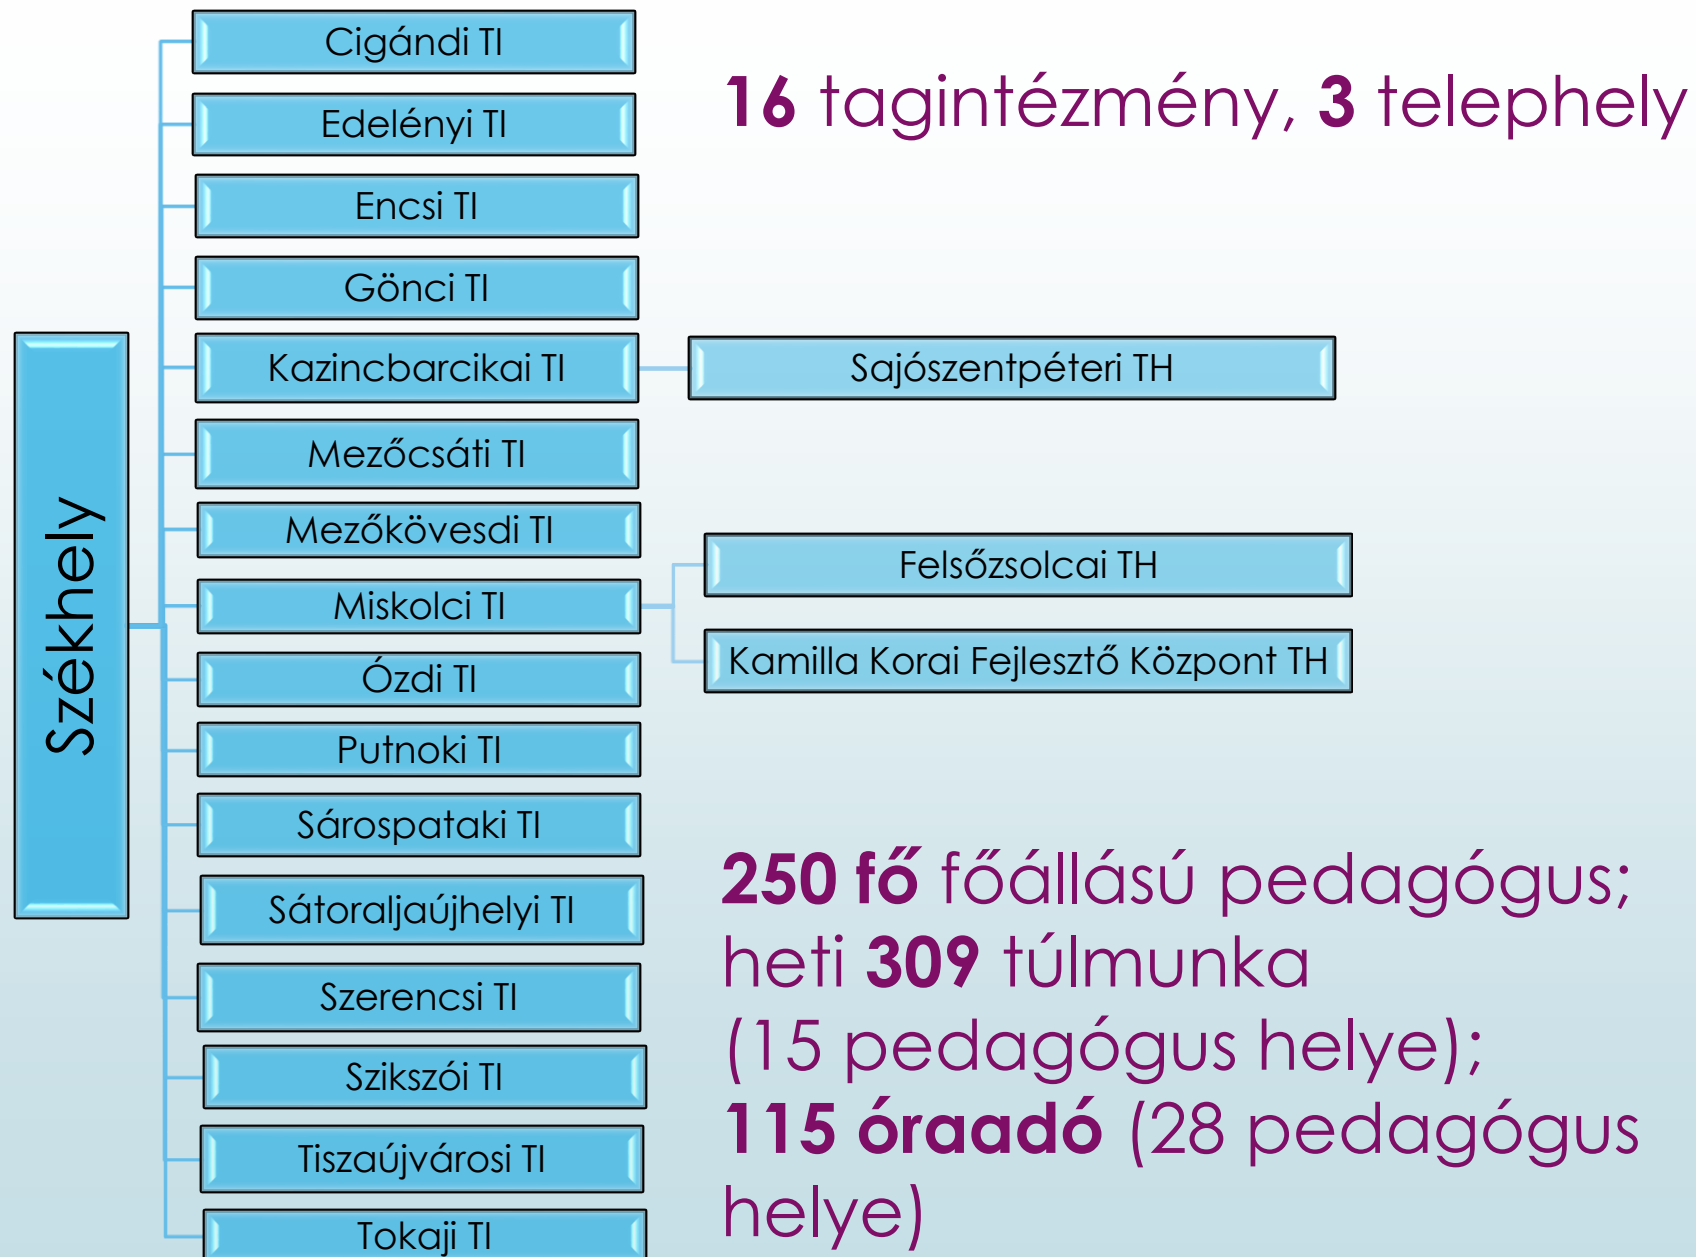 Székhely
Cigándi TI
Edelényi TI
Encsi TI
Gönci TI
Kazincbarcikai TI
Sajószentpéteri TH
Mezőcsáti TI
Mezőkövesdi TI
Miskolci TI
Felsőzsolcai TH
Kamilla Korai Fejlesztő Központ TH
Ózdi TI
Putnoki TI
Sárospataki TI
Sátoraljaújhelyi TI
Szerencsi TI
Szikszói TI
Tiszaújvárosi TI
Tokaji TI
16 tagintézmény, 3 telephely
250 fő főállású pedagógus;
heti 309 túlmunka
(15 pedagógus helye);
115 óraadó (28 pedagógus
helye)